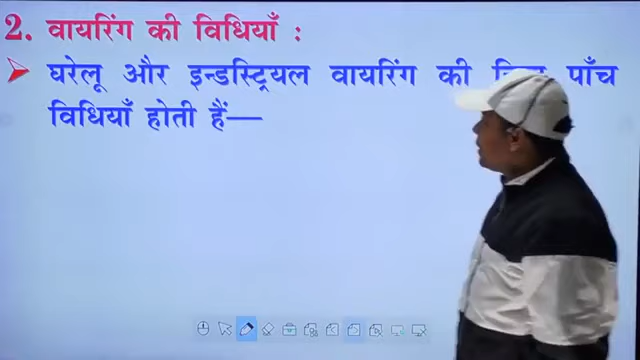 2. वायरिंग की विधियाँ :
घरेलू और इन्डस्ट्रियल वायरिंग की पाँच
विधियाँ होती हैं—